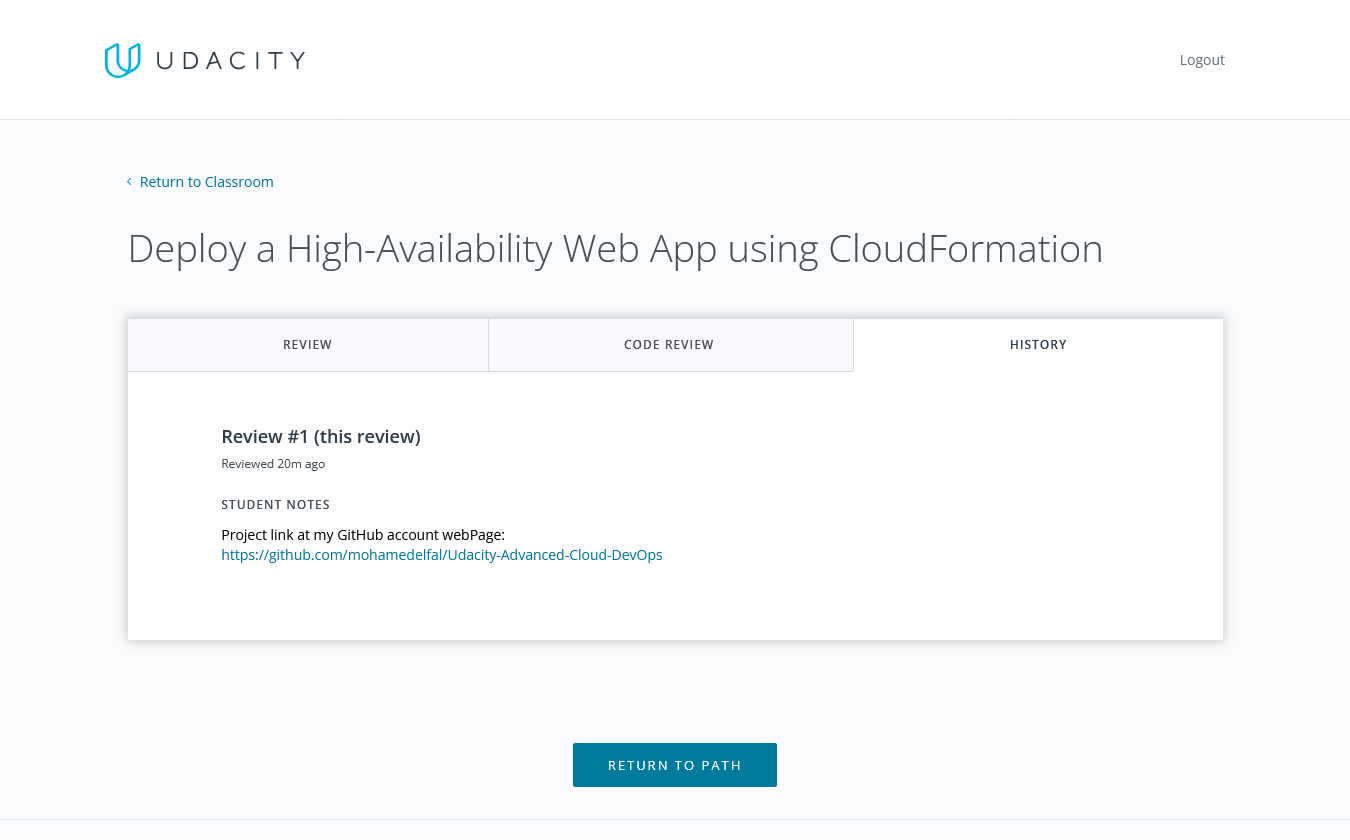 UDACITY
Logout
Return to Classroom
Deploy a High-Availability Web App using CloudFormation
REVIEW
CODE REVIEW
HISTORY
Review #1 (this review)
Reviewed 20m ago
STUDENT NOTES
Project link at my GitHub account webPage:
https://github.com/mohamedelfal/Udacity-Advanced-Cloud-DevOps
RETURN TO PATH